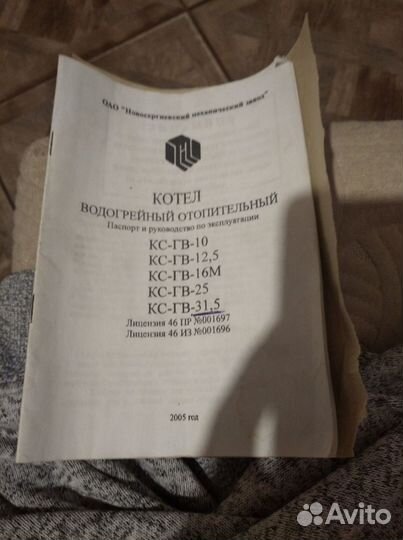 ОАО "Новосергиевский механический завод"
КОТЕЛ
ВОДОГРЕЙНЫЙ ОТОПИТЕЛЬНЫЙ
Паспорт и руководство по эксплуатации
КС-ГВ-10
КС-ГВ-12,5
КС-ГВ-16М
КС-ГВ-25
КС-ГВ-31,5
Лицензия 46 ПР №001697
Лицензия 46 ИЗ №001696
2005 год
Avito